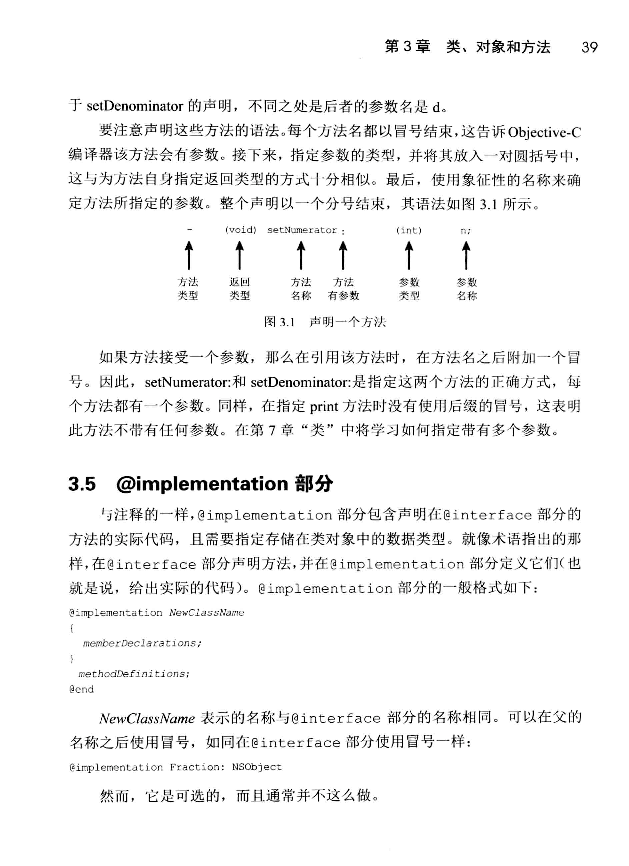 第 3 章 类、对象和方法 39
于 setDenominator 的声明，不同之处是后者的参数名是 d。
要注意声明这些方法的语法。每个方法名都以冒号结束，这告诉 Objective-C
编译器该方法会有参数。接下来，指定参数的类型，并将其放入一对圆括号中，
这与为方法自身指定返回类型的方式十分相似。最后，使用象征性的名称来确
定方法所指定的参数。整个声明以一个分号结束，其语法如图 3.1 所示。
- (void) setNumerator : (int) n;
方法 返回 方法 方法 参数 参数
类型 类型 名称 有参数 类型 名称
图 3.1 声明一个方法
如果方法接受一个参数，那么在引用该方法时，在方法名之后附加一个冒
号。因此，setNumerator:和 setDenominator:是指定这两个方法的正确方式，每
个方法都有一个参数。同样，在指定 print 方法时没有使用后缀的冒号，这表明
此方法不带有任何参数。在第 7 章“类”中将学习如何指定带有多个参数。
3.5 @implementation 部分
与注释的一样，@implementation 部分包含声明在@interface 部分的
方法的实际代码，且需要指定存储在类对象中的数据类型。就像术语指出的那
样，在@interface 部分声明方法，并在@implementation 部分定义它们（也
就是说，给出实际的代码）。@implementation 部分的一般格式如下：
@implementation NewClassName
{
memberDeclarations;
}
methodDefinitions;
@end
NewClassName 表示的名称与@interface 部分的名称相同。可以在父的
名称之后使用冒号，如同在@interface 部分使用冒号一样：
@implementation Fraction: NSObject
然而，它是可选的，而且通常并不这么做。